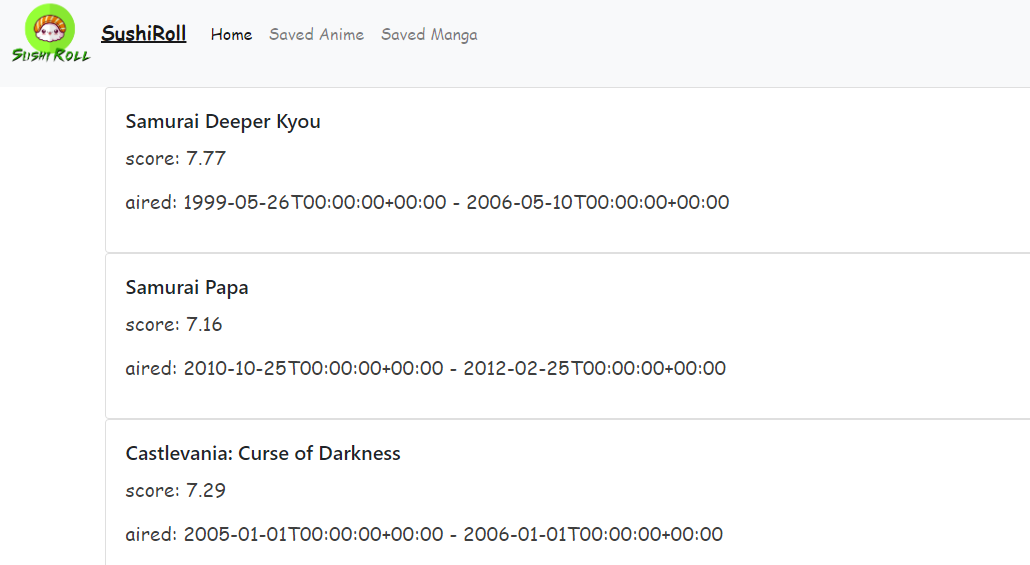 SUSHI ROLL
SushiRoll Home Saved Anime Saved Manga
Samurai Deeper Kyou
score: 7.77
aired: 1999-05-26T00:00:00+00:00 - 2006-05-10T00:00:00+00:00
Samurai Papa
score: 7.16
aired: 2010-10-25T00:00:00+00:00 - 2012-02-25T00:00:00+00:00
Castlevania: Curse of Darkness
score: 7.29
aired: 2005-01-01T00:00:00+00:00 - 2006-01-01T00:00:00+00:00